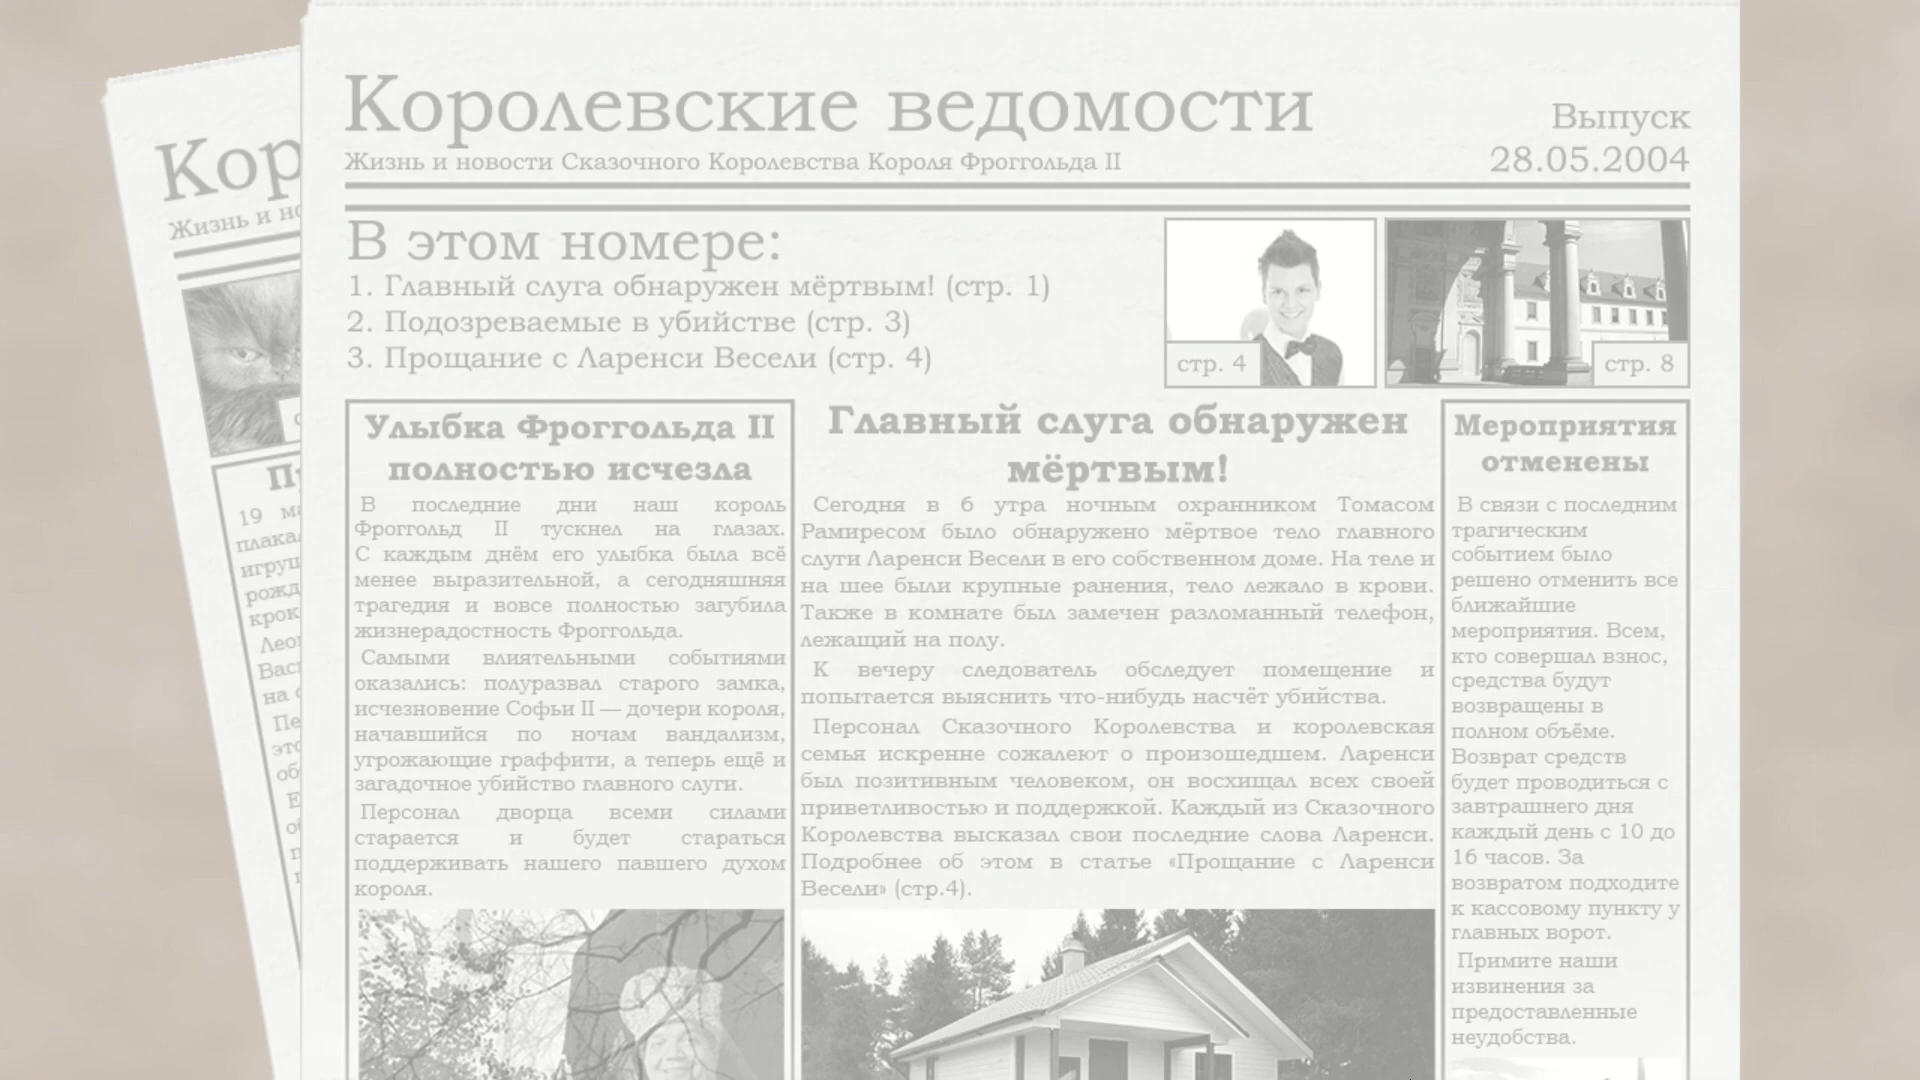 Королевские ведомости
Жизнь и новости Сказочного Королевства Короля Фроггольда II
Выпуск
28.05.2004
В этом номере:
1. Главный слуга обнаружен мёртвым! (стр. 1)
2. Подозреваемые в убийстве (стр. 3)
3. Прощание с Ларенси Весели (стр. 4)
стр. 4
стр. 8
Улыбка Фроггольда II
полностью исчезла
В последние дни наш король
Фроггольд II тускнел на глазах.
С каждым днём его улыбка была всё
менее выразительной, а сегодняшняя
трагедия и вовсе полностью загубила
жизнерадостность Фроггольда.
Самыми влиятельными событиями
оказались: полуразвал старого замка,
исчезновение Софьи II — дочери короля,
начавшийся по ночам вандализм,
угрожающие граффити, а теперь ещё и
загадочное убийство главного слуги.
Персонал дворца всеми силами
старается и будет стараться
поддерживать нашего павшего духом
короля.
Главный слуга обнаружен
мёртвым!
Сегодня в 6 утра ночным охранником Томасом
Рамиресом было обнаружено мёртвое тело главного
слуги Ларенси Весели в его собственном доме. На теле и
на шее были крупные ранения, тело лежало в крови.
Также в комнате был замечен разломанный телефон,
лежащий на полу.
К вечеру следователь обследует помещение и
попытается выяснить что-нибудь насчёт убийства.
Персонал Сказочного Королевства и королевская
семья искренне сожалеют о произошедшем. Ларенси
был позитивным человеком, он восхищал всех своей
приветливостью и поддержкой. Каждый из Сказочного
Королевства высказал свои последние слова Ларенси.
Подробнее об этом в статье «Прощание с Ларенси
Весели» (стр.4).
Мероприятия
отменены
В связи с последним
трагическим
событием было
решено отменить все
ближайшие
мероприятия. Всем,
кто совершал взнос,
средства будут
возвращены в
полном объёме.
Возврат средств
будет проводиться с
завтрашнего дня
каждый день с 10 до
16 часов. За
возвратом подходите
к кассовому пункту у
главных ворот.
Примите наши
извинения за
предоставленные
неудобства.
Кор
Жизнь и но
19 ма
плака
игруш
рожд
крок
Леон
Вас
на с
Пе
это
об